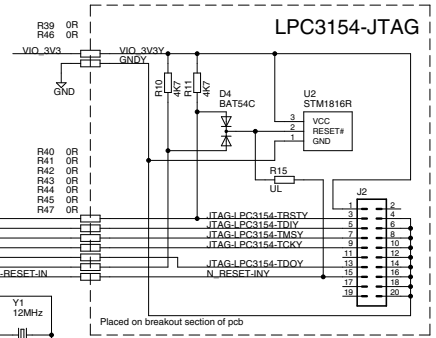 LPC3154-JTAG
R39 0R
R46 0R
VIO_3V3
VIO_3V3Y
GNDY
GND
R10
4K7
R11
4K7
D4
BAT54C
U2
STM1816R
3 VCC
2 RESET#
1 GND
R15
UL
R40 0R
R41 0R
R42 0R
R43 0R
R44 0R
R45 0R
R47 0R
J2
1 2
JTAG-LPC3154-TRSTY 3 4
JTAG-LPC3154-TDIY 5 6
JTAG-LPC3154-TMSY 7 8
JTAG-LPC3154-TCKY 9 10
11 12
JTAG-LPC3154-TDOY 13 14
-RESET-IN
N_RESET-INY 15 16
17 18
19 20
Y1
12MHz
Placed on breakout section of pcb